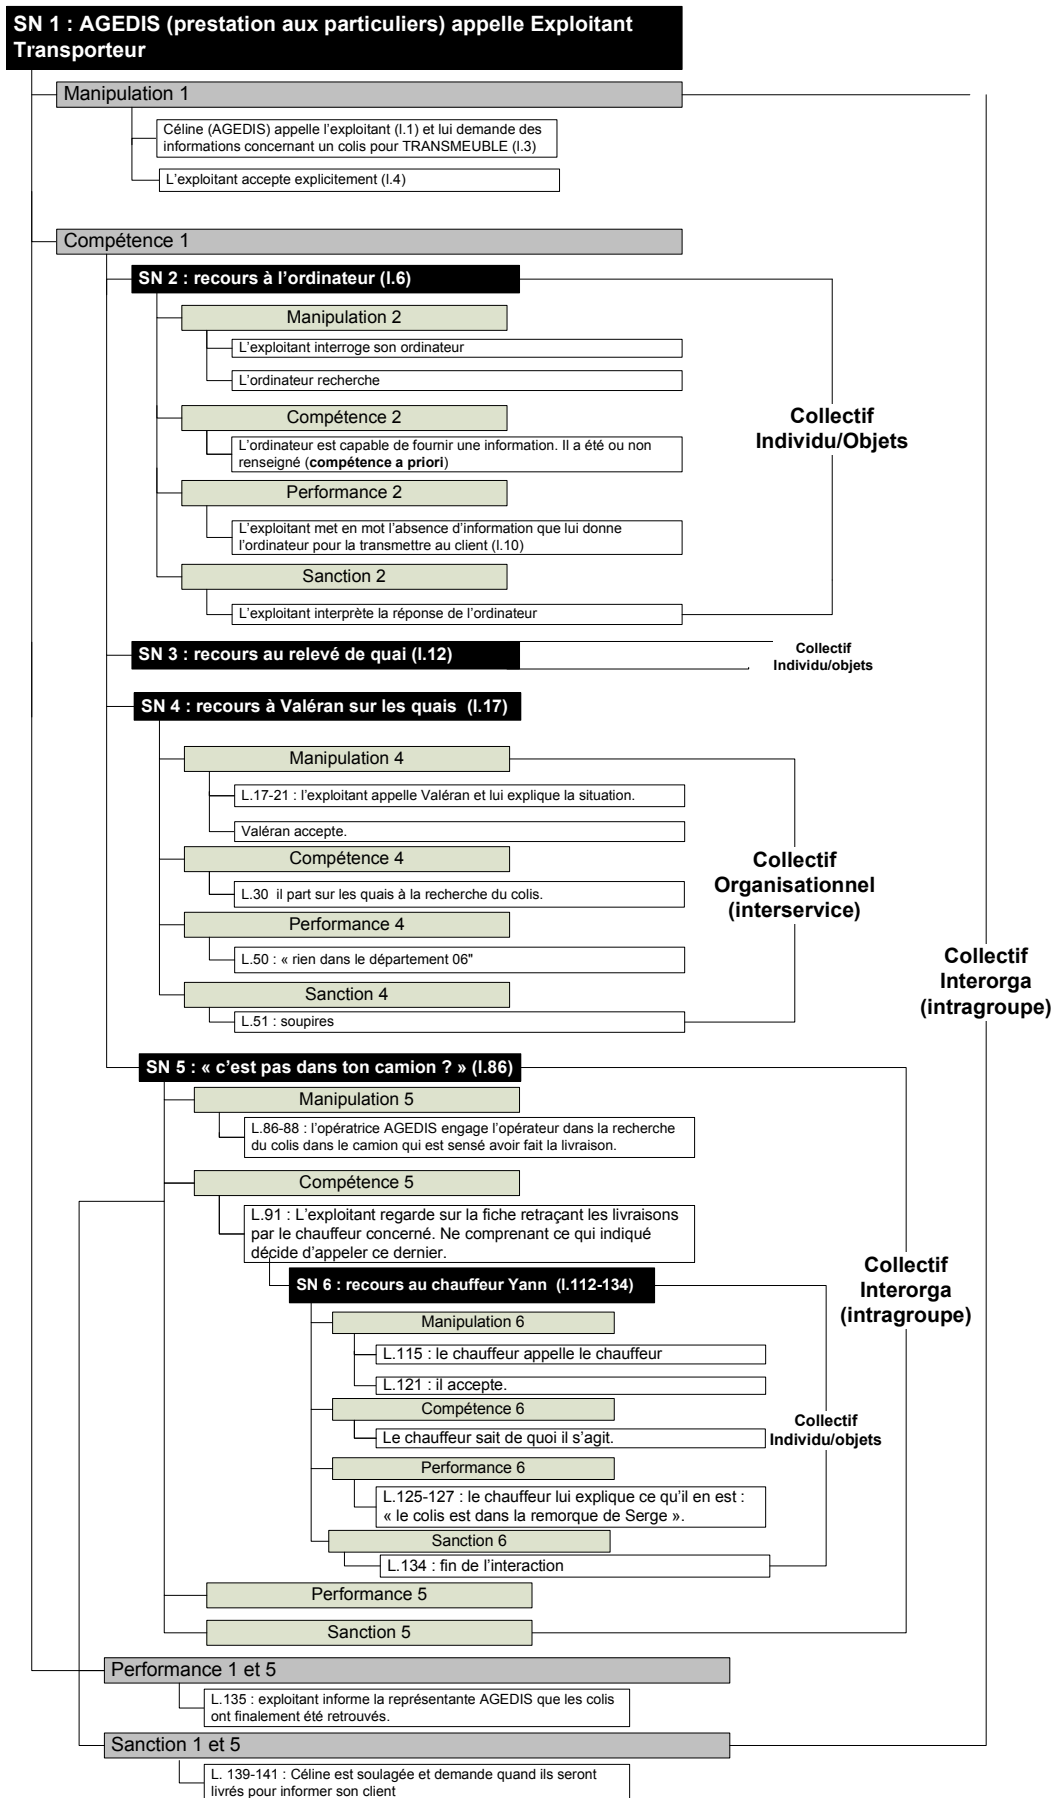 SN 1 : AGEDIS (prestation aux particuliers) appelle Exploitant
Transporteur
Manipulation 1
Céline (AGEDIS) appelle l'exploitant (l.1) et lui demande des
informations concernant un colis pour TRANSMEUBLE (l.3)
L'exploitant accepte explicitement (l.4)
Compétence 1
SN 2 : recours à l'ordinateur (l.6)
Manipulation 2
L'exploitant interroge son ordinateur
L'ordinateur recherche
Compétence 2
L'ordinateur est capable de fournir une information. Il a été ou non
renseigné (compétence a priori)
Performance 2
L'exploitant met en mot l'absence d'information que lui donne
l'ordinateur pour la transmettre au client (l.10)
Sanction 2
L'exploitant interprète la réponse de l'ordinateur
Collectif
Individu/Objets
SN 3 : recours au relevé de quai (l.12)
Collectif
Individu/objets
SN 4 : recours à Valéran sur les quais (l.17)
Manipulation 4
L.17-21 : l'exploitant appelle Valéran et lui explique la situation.
Valéran accepte.
Compétence 4
L.30 il part sur les quais à la recherche du colis.
Performance 4
L.50 : « rien dans le département 06"
Sanction 4
L.51 : soupires
Collectif
Organisationnel
(interservice)
Collectif
Interorga
(intragroupe)
SN 5 : « c'est pas dans ton camion ? » (l.86)
Manipulation 5
L.86-88 : l'opératrice AGEDIS engage l'opérateur dans la recherche
du colis dans le camion qui est sensé avoir fait la livraison.
Compétence 5
L.91 : L'exploitant regarde sur la fiche retraçant les livraisons
par le chauffeur concerné. Ne comprenant ce qui indiqué
décide d'appeler ce dernier.
SN 6 : recours au chauffeur Yann (l.112-134)
Manipulation 6
L.115 : le chauffeur appelle le chauffeur
L.121 : il accepte.
Compétence 6
Le chauffeur sait de quoi il s'agit.
Performance 6
L.125-127 : le chauffeur lui explique ce qu'il en est :
« le colis est dans la remorque de Serge ».
Sanction 6
L.134 : fin de l'interaction
Collectif
Individu/objets
Collectif
Interorga
(intragroupe)
Performance 5
Sanction 5
Performance 1 et 5
L.135 : exploitant informe la représentante AGEDIS que les colis
ont finalement été retrouvés.
Sanction 1 et 5
L. 139-141 : Céline est soulagée et demande quand ils seront
livrés pour informer son client